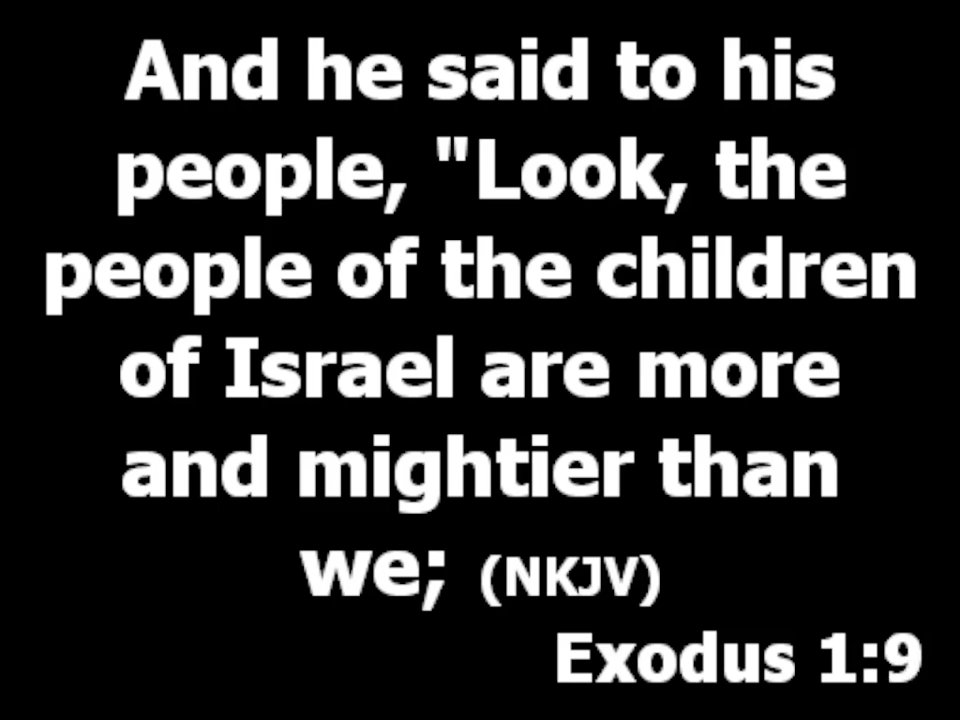 And he said to his
people, "Look, the
people of the children
of Israel are more
and mightier than
we; (NKJV)
Exodus 1:9